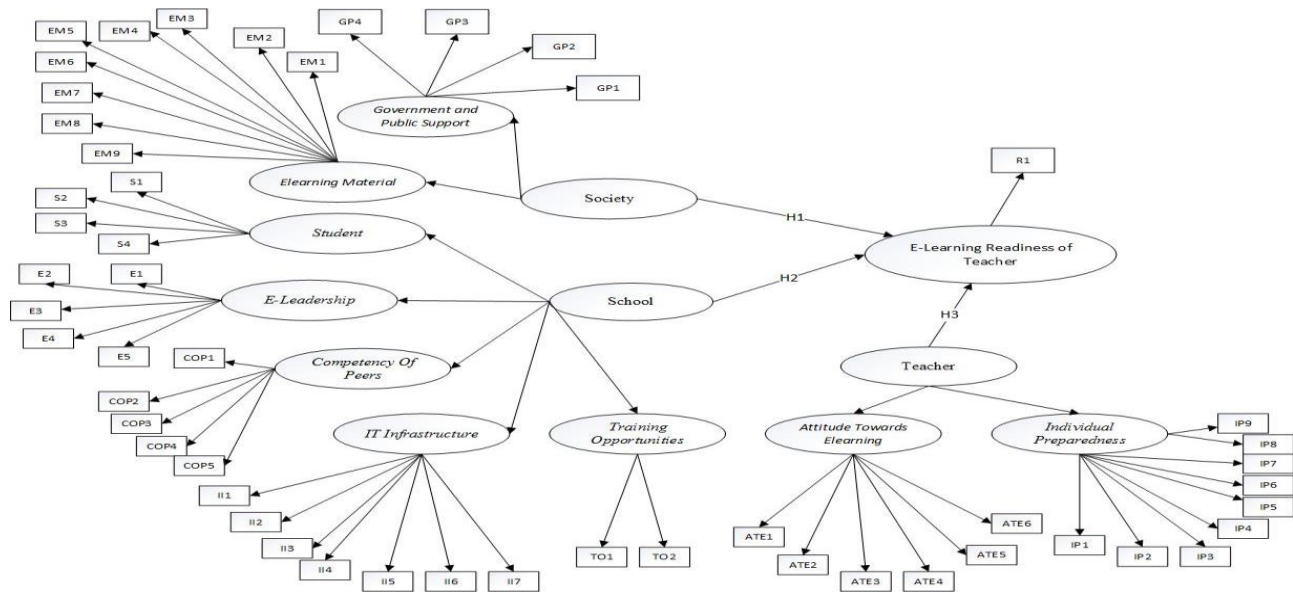 EM3
GP4
GP3
EM5
EM4
EM2
GP2
EM6
EM1
GP1
EM7
Government and
Public Support
EM8
EM9
R1
S1
Elearning Material
S2
Society
H1
S3
Student
S4
E-Learning Readiness of
Teacher
E2
E1
E-Leadership
School
H2
E3
H3
E4
E5
COP1
Competency Of
Peers
Teacher
COP2
COP3
IT Infrastructure
Training
Opportunities
Attitude Towards
Elearning
Individual
Preparedness
IP9
IP8
COP4
IP7
COP5
IP6
II1
IP5
II2
ATE6
IP4
II3
ATE1
IP1
II4
TO1
TO2
ATE2
ATE5
IP2
IP3
II5
II6
II7
ATE3
ATE4